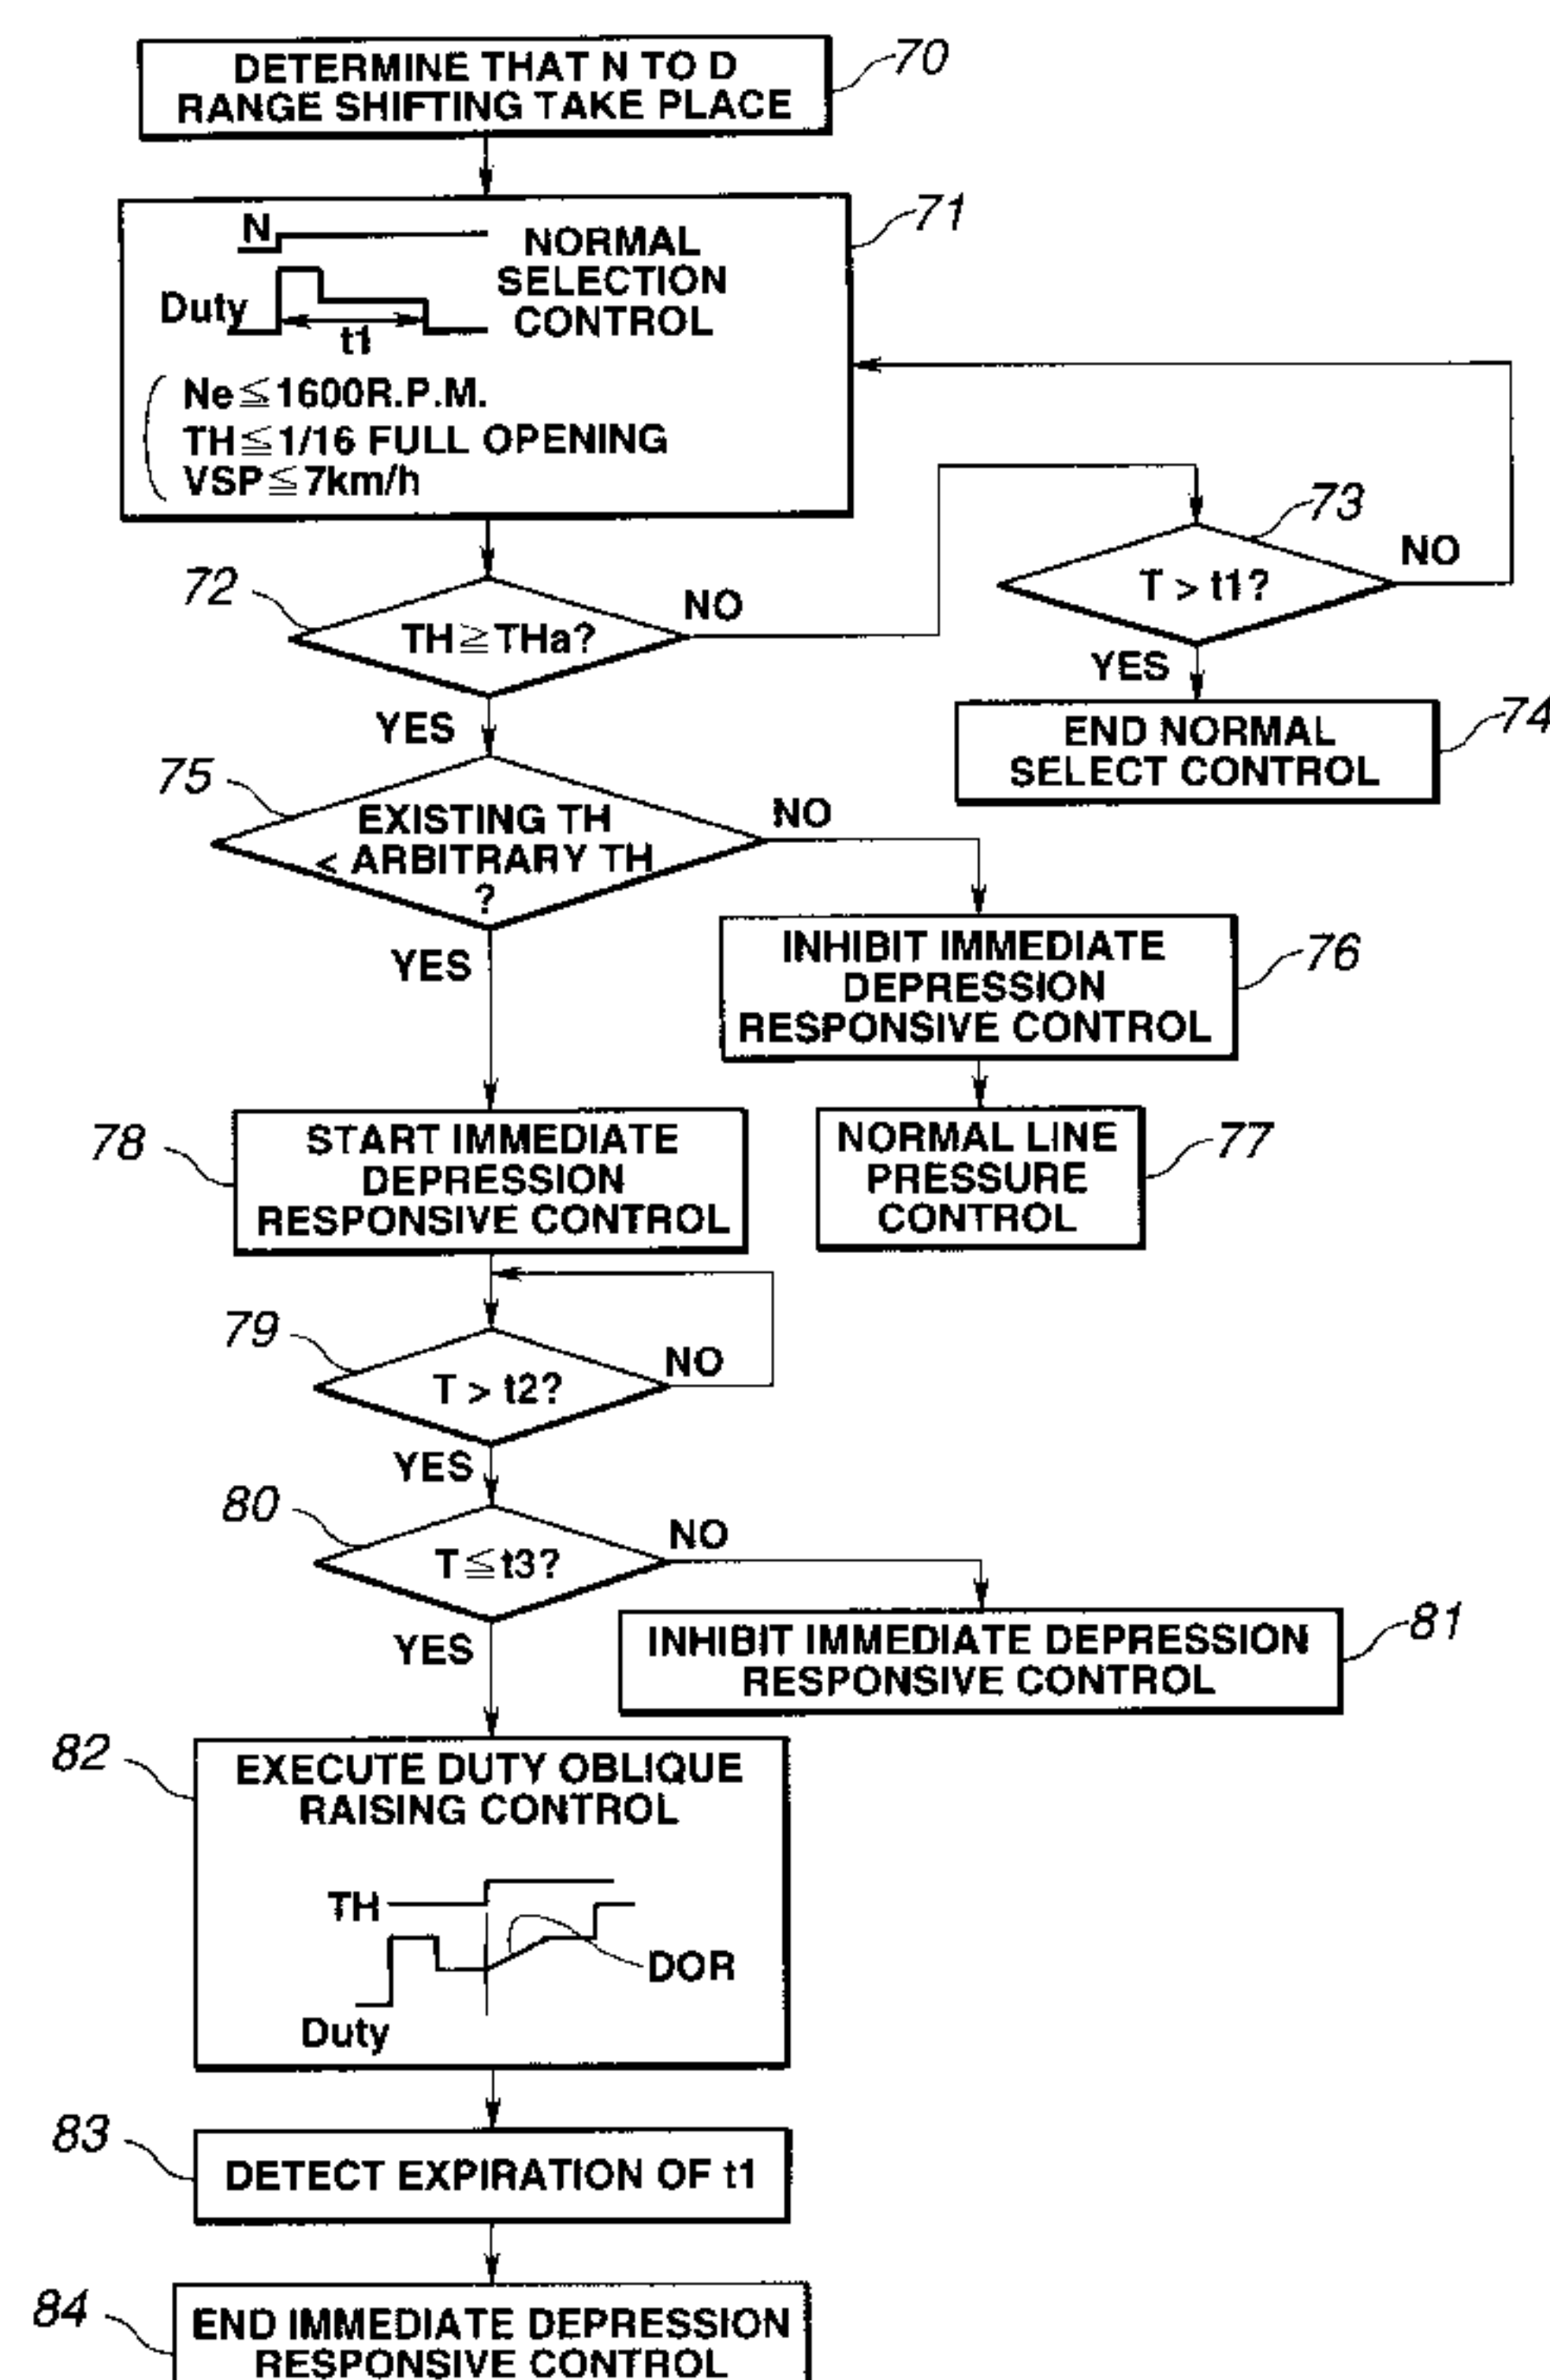 DETERMINE THAT N TO D
RANGE SHIFTING TAKE PLACE
70
71
N
NORMAL
SELECTION
CONTROL
Duty
t1
Ne≦1600R.P.M.
TH≦1/16 FULL OPENING
VSP≦7km/h
72
TH≧THa?
NO
YES
73
T > t1?
NO
YES
74
END NORMAL
SELECT CONTROL
75
EXISTING TH
< ARBITRARY TH
?
NO
YES
76
INHIBIT IMMEDIATE
DEPRESSION
RESPONSIVE CONTROL
77
NORMAL LINE
PRESSURE
CONTROL
78
START IMMEDIATE
DEPRESSION
RESPONSIVE CONTROL
79
T > t2?
NO
YES
80
T≦t3?
NO
YES
81
INHIBIT IMMEDIATE DEPRESSION
RESPONSIVE CONTROL
82
EXECUTE DUTY OBLIQUE
RAISING CONTROL
TH
DOR
Duty
83
DETECT EXPIRATION OF t1
84
END IMMEDIATE DEPRESSION
RESPONSIVE CONTROL